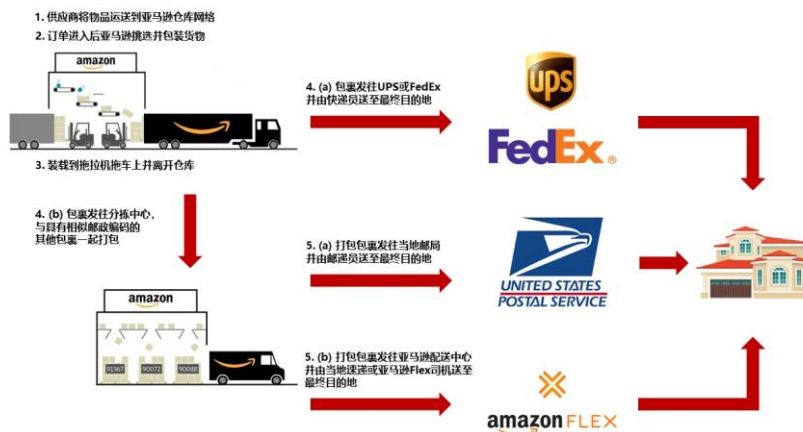 1. 供应商将物品运送到亚马逊仓库网络
2. 订单进入后亚马逊挑选并包装货物
amazon
4. (a) 包裹发往UPS或FedEx
并由快递员送至最终目的地
ups
FedEx®
3. 装载到拖拉机拖车上并离开仓库
4. (b) 包裹发往分拣中心,
与具有相似邮政编码的
其他包裹一起打包
5. (a) 打包包裹发往当地邮局
并由邮递员送至最终目的地
UNITED STATES
POSTAL SERVICE
amazon
91367 90072 90080
5. (b) 打包包裹发往亚马逊配送中心
并由当地速递或亚马逊Flex司机送至
最终目的地
amazon FLEX